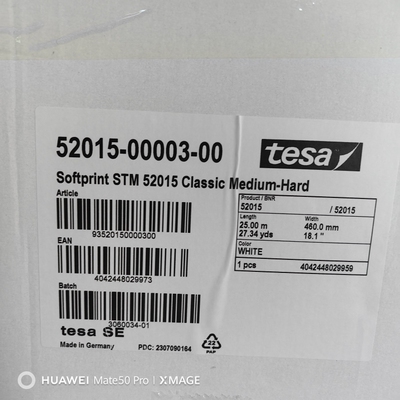 52015-00003-00
tesa
Softprint STM 52015 Classic Medium-Hard
Article
93520150000300
EAN
4042448029973
Batch
3060034-01
tesa SE
Made in Germany
PDC: 2307090164
Product / BNR
52015 / 52015
Length Width
25.00 m 460.0 mm
27.34 yds 18.1 "
Color
WHITE
1 pcs 4042448029959
22
PAP
HUAWEI Mate50 Pro | XMAGE